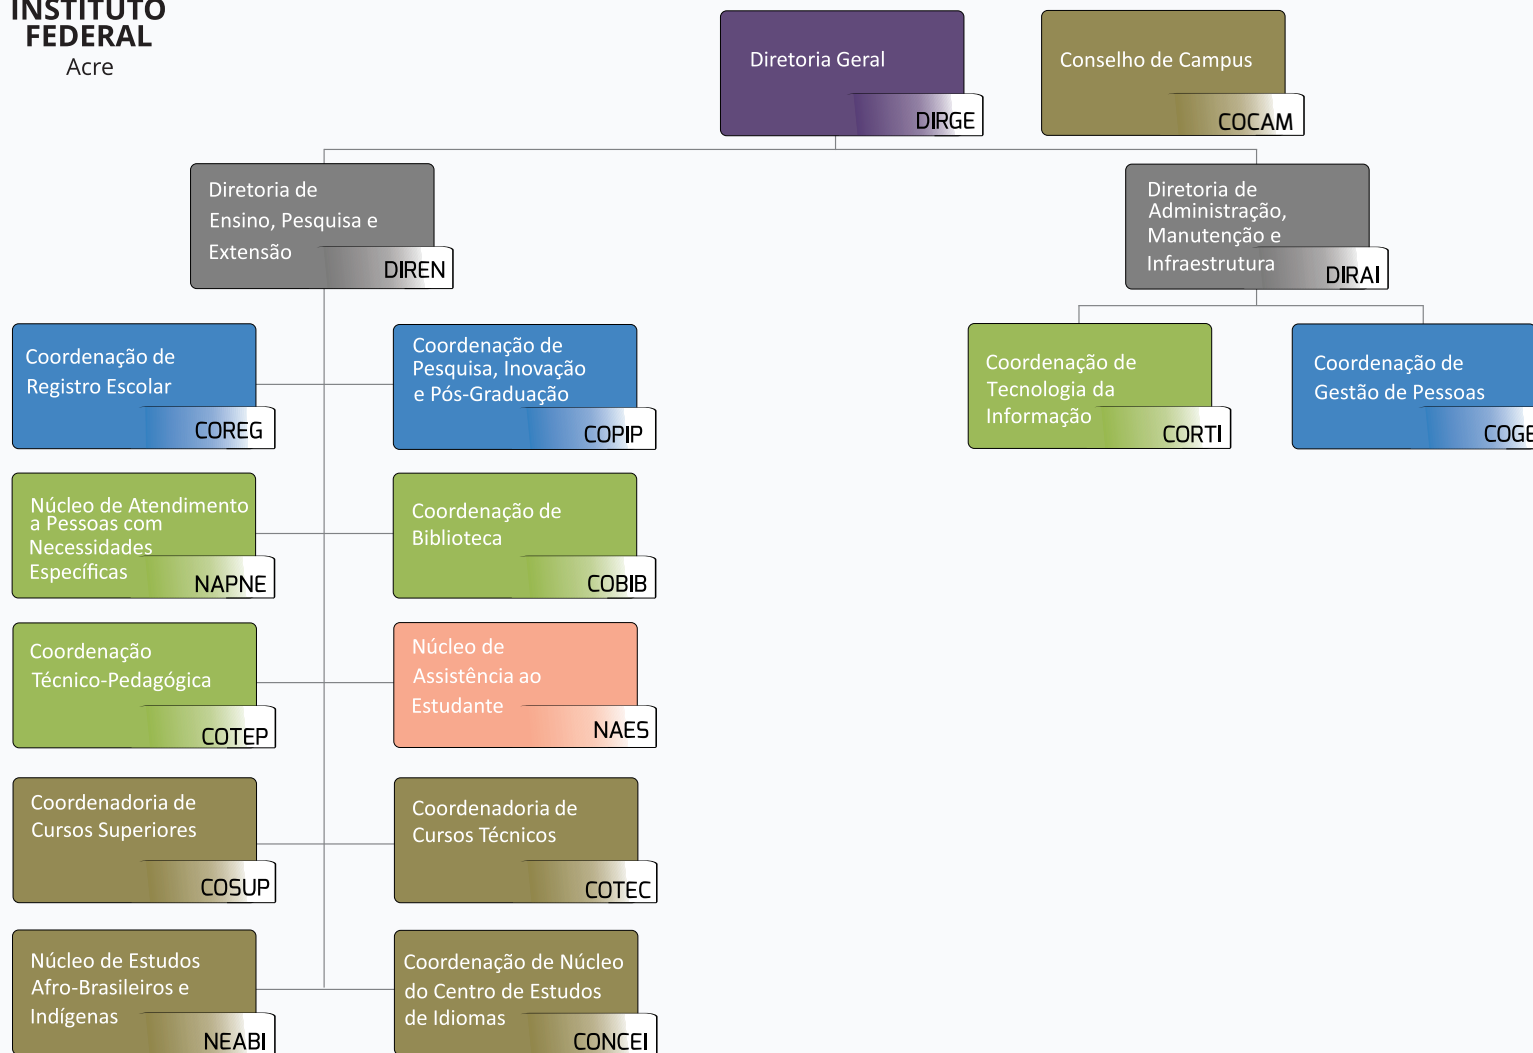 INSTITUTO
FEDERAL
Acre
Diretoria Geral
DIRGE
Conselho de Campus
COCAM
Diretoria de
Ensino, Pesquisa e
Extensão
DIREN
Diretoria de
Administração,
Manutenção e
Infraestrutura
DIRAI
Coordenação de
Registro Escolar
COREG
Coordenação de
Pesquisa, Inovação
e Pós-Graduação
COPIP
Coordenação de
Tecnologia da
Informação
CORTI
Coordenação de
Gestão de Pessoas
COGE
Núcleo de Atendimento
a Pessoas com
Necessidades
Específicas
NAPNE
Coordenação de
Biblioteca
COBIB
Coordenação
Técnico-Pedagógica
COTEP
Núcleo de
Assistência ao
Estudante
NAES
Coordenadoria de
Cursos Superiores
COSUP
Coordenadoria de
Cursos Técnicos
COTEC
Núcleo de Estudos
Afro-Brasileiros e
Indígenas
NEABI
Coordenação de Núcleo
do Centro de Estudos
de Idiomas
CONCEI